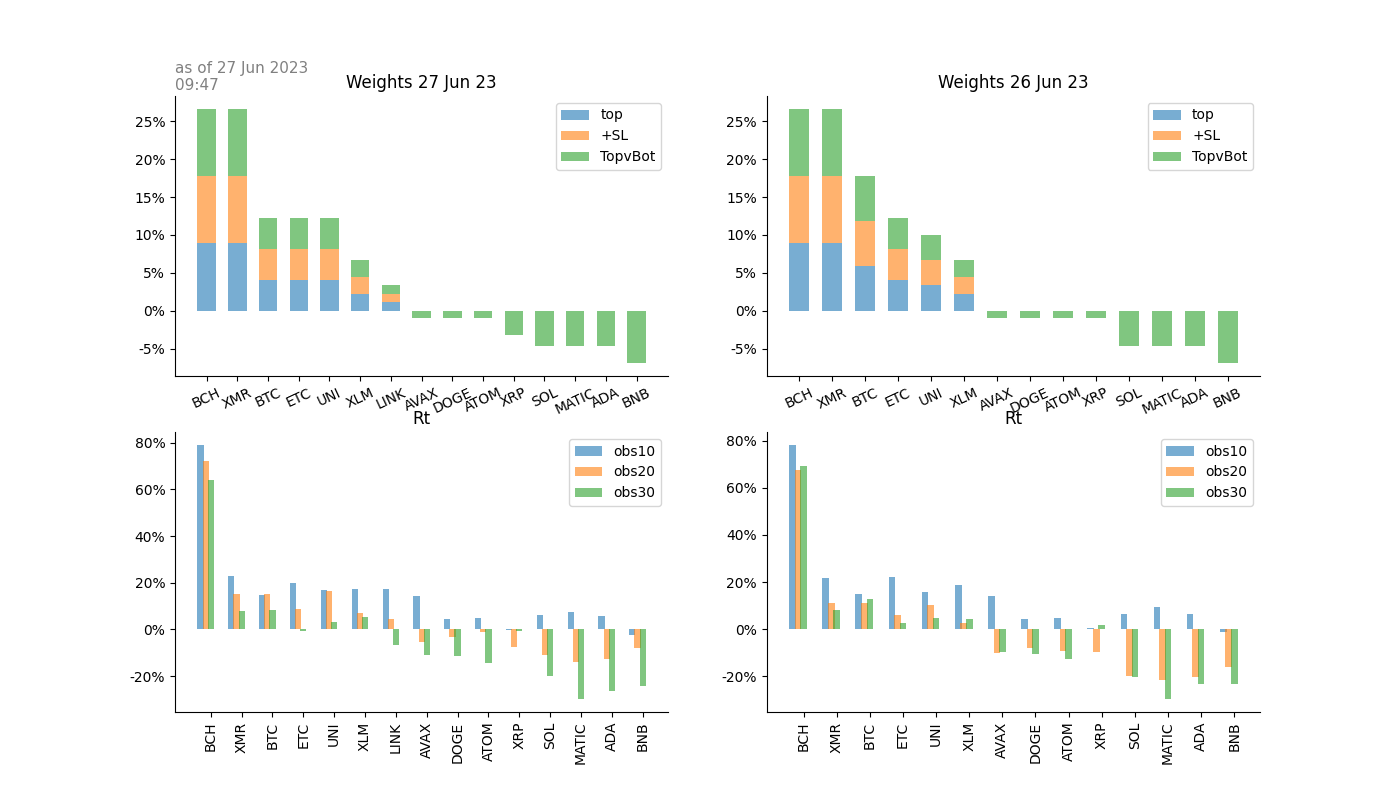 as of 27 Jun 2023
09:47
Weights 27 Jun 23
25%
20%
15%
10%
5%
0%
-5%
top
+SL
TopvBot
BCH XMR BTC ETC UNI XLM LINK AVAX DOGE ATOM XRP SOL MATIC ADA BNB
Weights 26 Jun 23
25%
20%
15%
10%
5%
0%
-5%
top
+SL
TopvBot
BCH XMR BTC ETC UNI XLM AVAX DOGE ATOM XRP SOL MATIC ADA BNB
Rt
80%
60%
40%
20%
0%
-20%
obs10
obs20
obs30
BCH XMR BTC ETC UNI XLM LINK AVAX DOGE ATOM XRP SOL MATIC ADA BNB
Rt
80%
60%
40%
20%
0%
-20%
obs10
obs20
obs30
BCH XMR BTC ETC UNI XLM AVAX DOGE ATOM XRP SOL MATIC ADA BNB